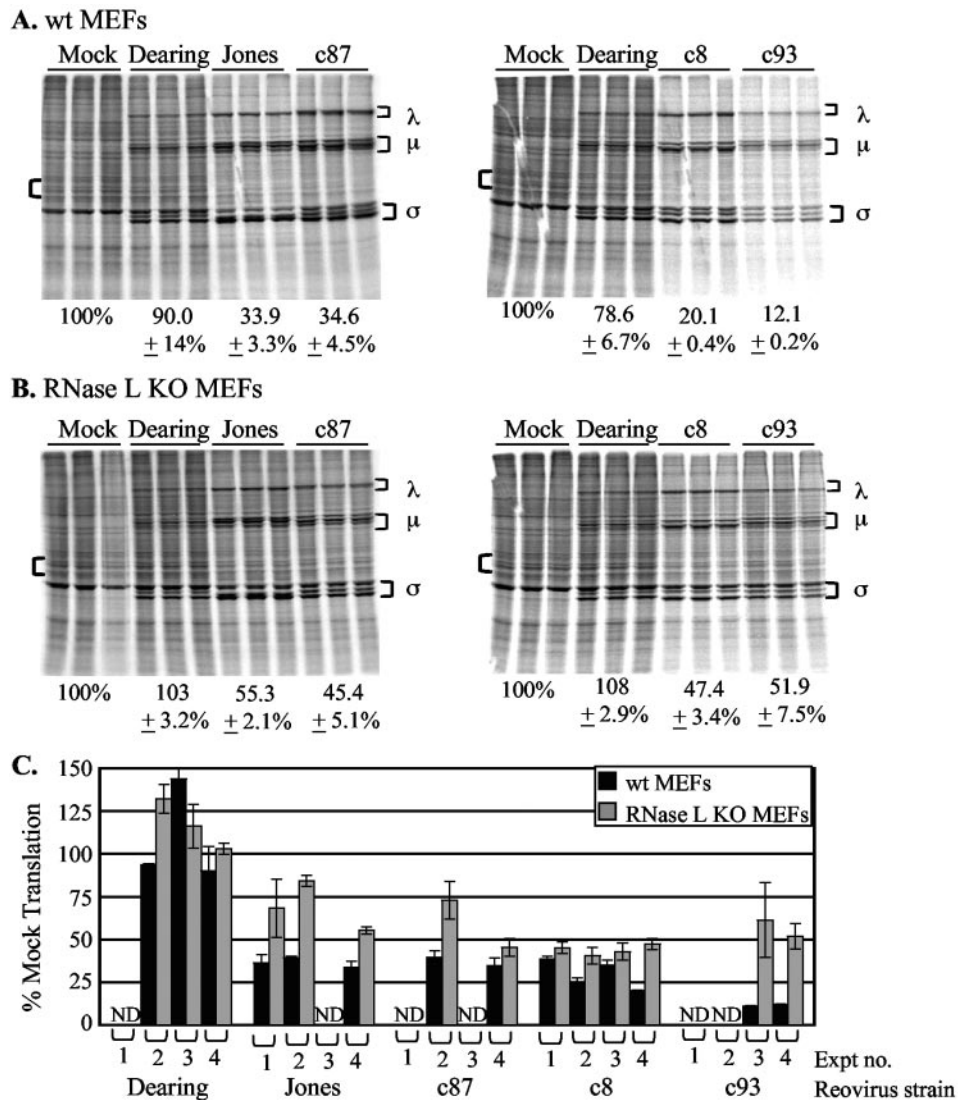 A. wt MEFs
Mock Dearing Jones c87
Mock Dearing c8 c93
λ
μ
σ
λ
μ
σ
100% 90.0 33.9 34.6
± 14% ± 3.3% ± 4.5%
100% 78.6 20.1 12.1
± 6.7% ± 0.4% ± 0.2%
B. RNase L KO MEFs
Mock Dearing Jones c87
Mock Dearing c8 c93
λ
μ
σ
λ
μ
σ
100% 103 55.3 45.4
± 3.2% ± 2.1% ± 5.1%
100% 108 47.4 51.9
± 2.9% ± 3.4% ± 7.5%
C.
% Mock Translation
150
125
100
75
50
25
0
wt MEFs
RNase L KO MEFs
ND ND ND ND ND ND
1 2 3 4 1 2 3 4 1 2 3 4 1 2 3 4 1 2 3 4 Expt no.
Dearing Jones c87 c8 c93 Reovirus strain